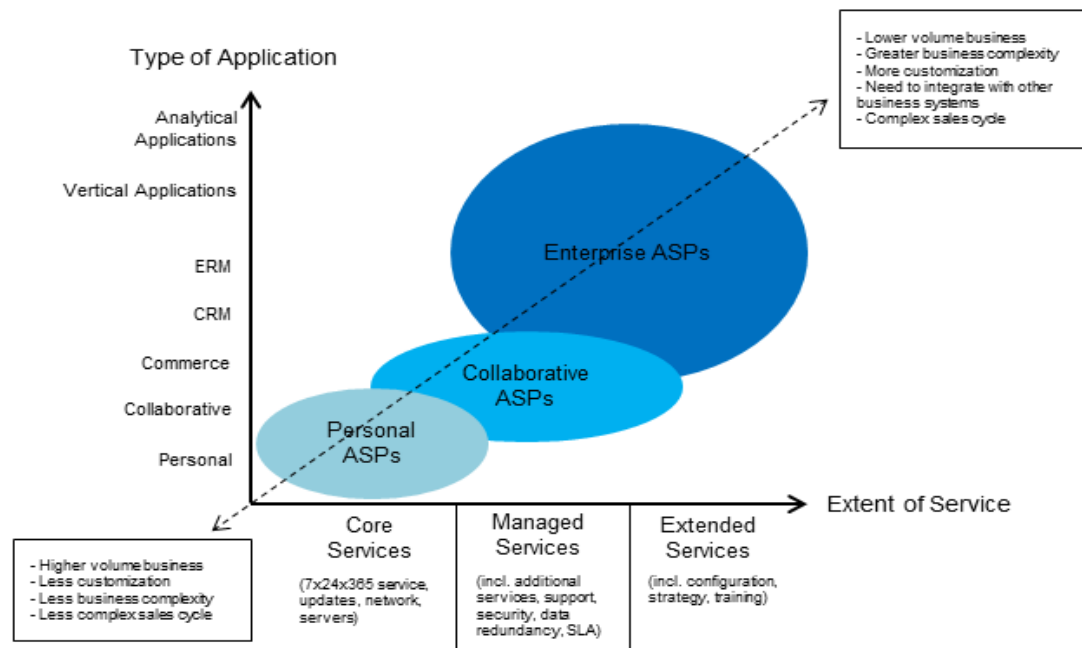 Type of Application
- Lower volume business
- Greater business complexity
- More customization
- Need to integrate with other
business systems
- Complex sales cycle
Analytical
Applications
Vertical Applications
ERM
CRM
Commerce
Collaborative
Personal
Enterprise ASPs
Collaborative
ASPs
Personal
ASPs
Extent of Service
Core
Services
(7x24x365 service,
updates, network,
servers)
Managed
Services
(incl. additional
services, support,
security, data
redundancy, SLA)
Extended
Services
(incl. configuration,
strategy, training)
- Higher volume business
- Less customization
- Less business complexity
- Less complex sales cycle